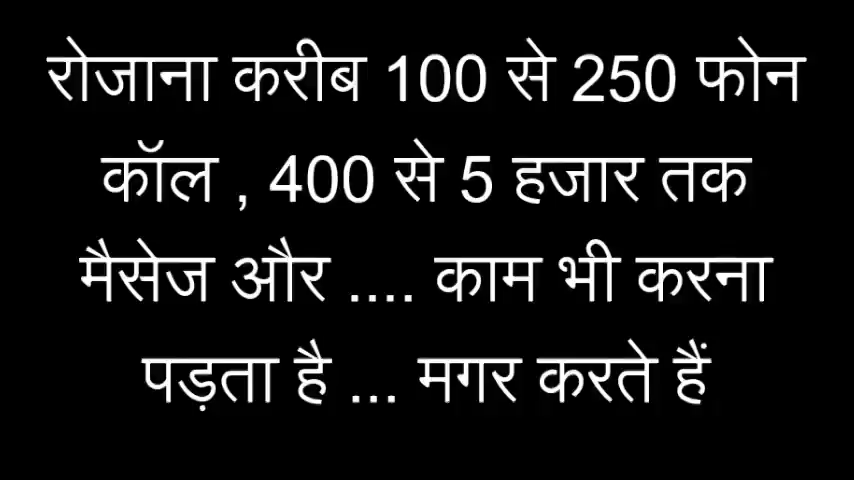 रोजाना करीब 100 से 250 फोन
कॉल , 400 से 5 हजार तक
मैसेज और .... काम भी करना
पड़ता है ... मगर करते हैं